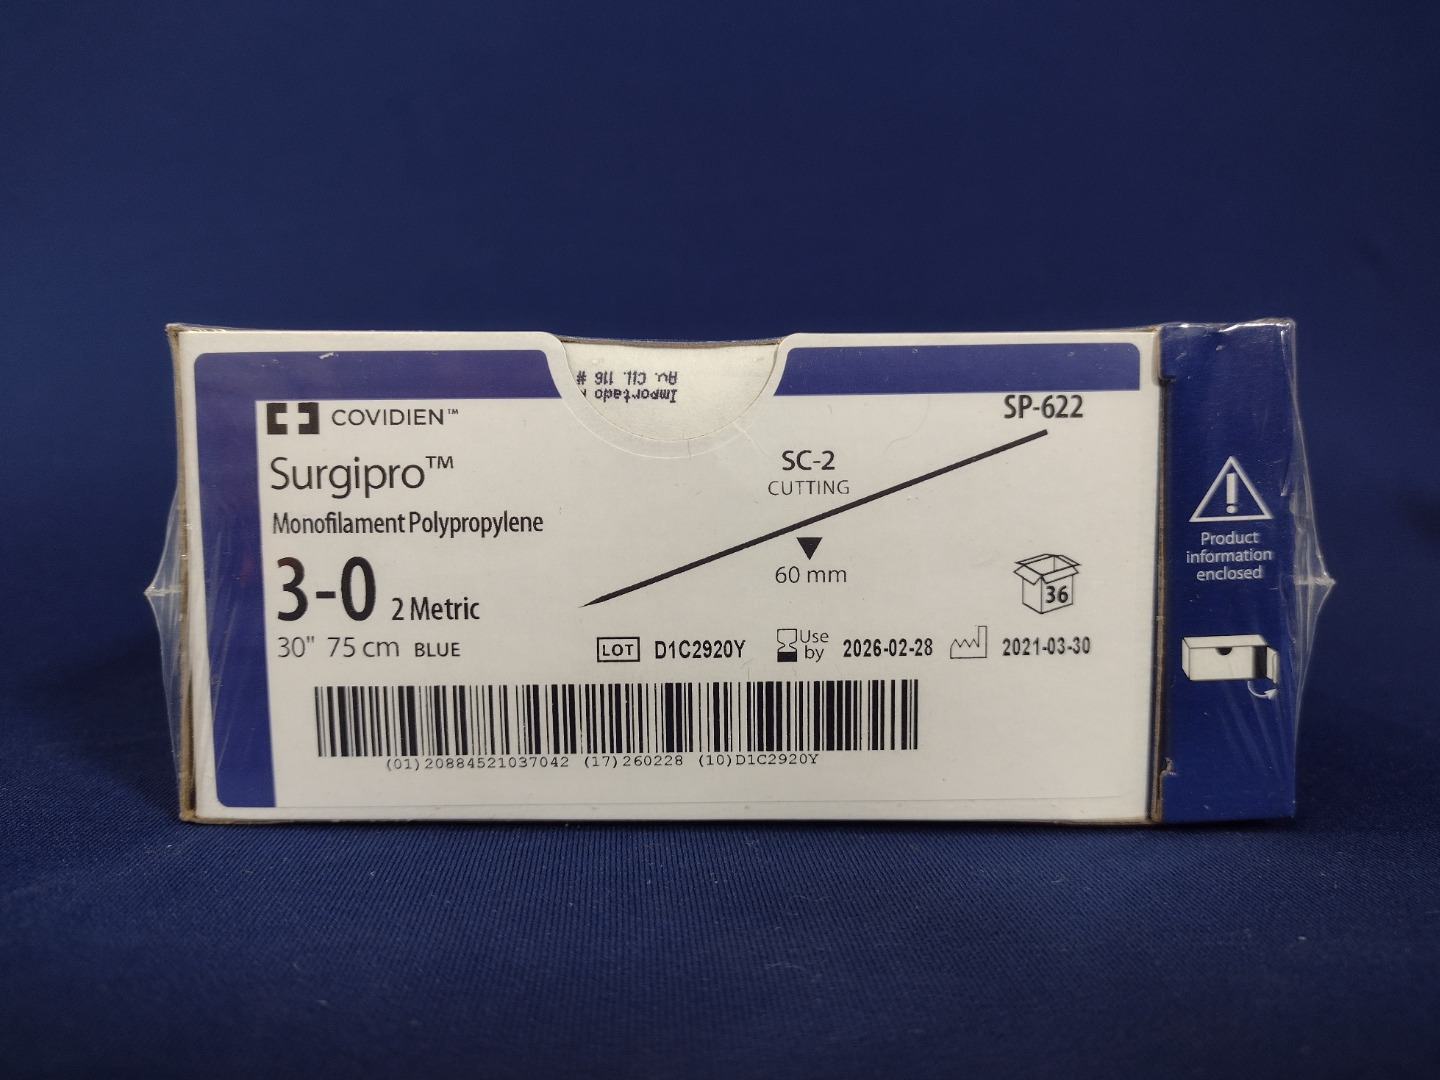 Importado
Av. Cll. 116 #
COVIDIEN™
SP-622
Surgipro™
SC-2
CUTTING
Monofilament Polypropylene
60 mm
3-0 2 Metric
36
30" 75 cm BLUE
LOT D1C2920Y
Use by 2026-02-28
2021-03-30
(01)20884521037042 (17)260228 (10)D1C2920Y
!
Product
information
enclosed